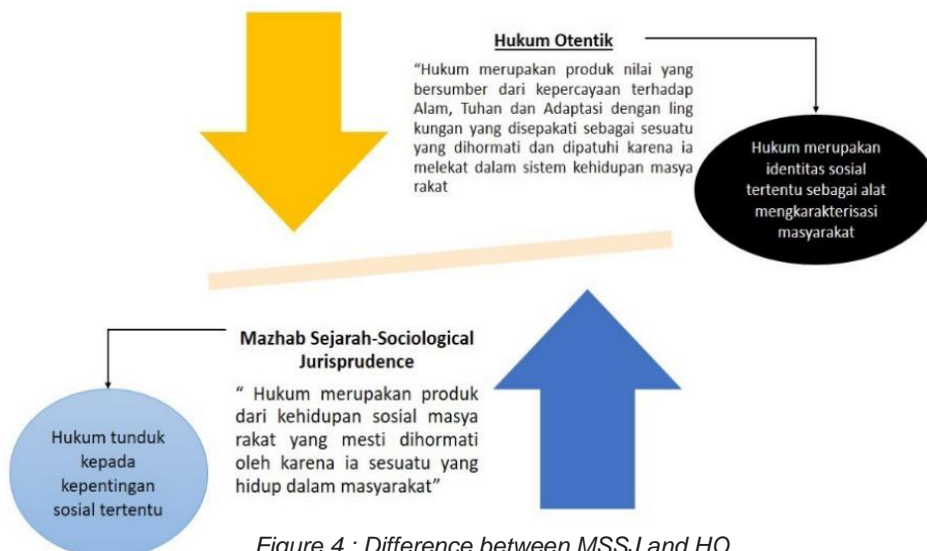 Hukum Otentik
“Hukum merupakan produk nilai yang
bersumber dari kepercayaan terhadap
Alam, Tuhan dan Adaptasi dengan ling
kungan yang disepakati sebagai sesuatu
yang dihormati dan dipatuhi karena ia
melekat dalam sistem kehidupan masya
rakat
Hukum merupakan
identitas sosial
tertentu sebagai alat
mengkarakterisasi
masyarakat
Mazhab Sejarah-Sociological
Jurisprudence
“ Hukum merupakan produk
dari kehidupan sosial masya
rakat yang mesti dihormati
oleh karena ia sesuatu yang
hidup dalam masyarakat”
Hukum tunduk
kepada
kepentingan
sosial tertentu
Figure 4 : Difference between MSSJ and HO